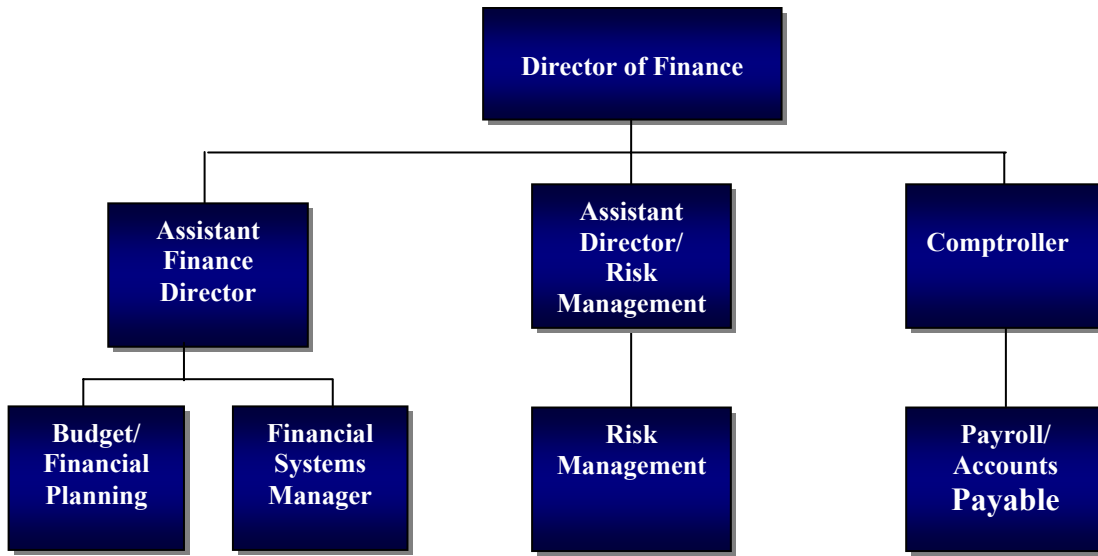 Director of Finance
Assistant
Finance
Director
Assistant
Director/
Risk
Management
Comptroller
Budget/
Financial
Planning
Financial
Systems
Manager
Risk
Management
Payroll/
Accounts
Payable